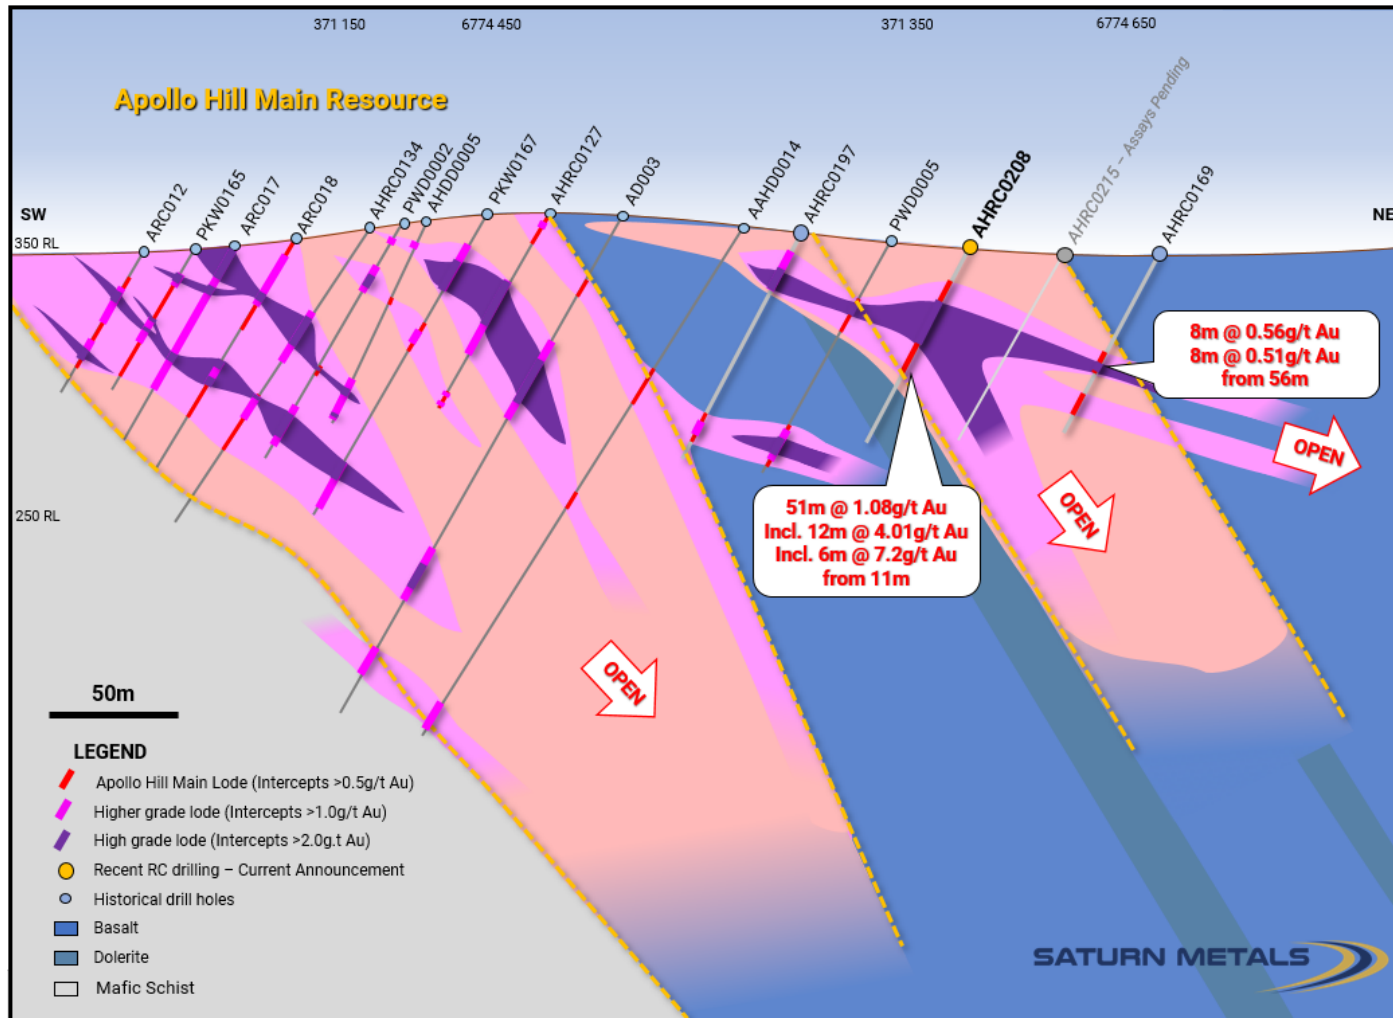 371 150
6774 450
371 350
6774 650
Apollo Hill Main Resource
SW
NE
350 RL
250 RL
ARC012
PKW0165
ARC017
ARC018
AHRC0134
PWD0002
AHDD0005
PKW0167
AHRC0127
AD003
AAHD0014
AHRC0197
PWD0005
AHRC0208
AHRC0215 – Assays Pending
AHRC0169
8m @ 0.56g/t Au
8m @ 0.51g/t Au
from 56m
OPEN
51m @ 1.08g/t Au
Incl. 12m @ 4.01g/t Au
Incl. 6m @ 7.2g/t Au
from 11m
OPEN
OPEN
50m
LEGEND
Apollo Hill Main Lode (Intercepts >0.5g/t Au)
Higher grade lode (Intercepts >1.0g/t Au)
High grade lode (Intercepts >2.0g.t Au)
Recent RC drilling – Current Announcement
Historical drill holes
Basalt
Dolerite
Mafic Schist
SATURN METALS